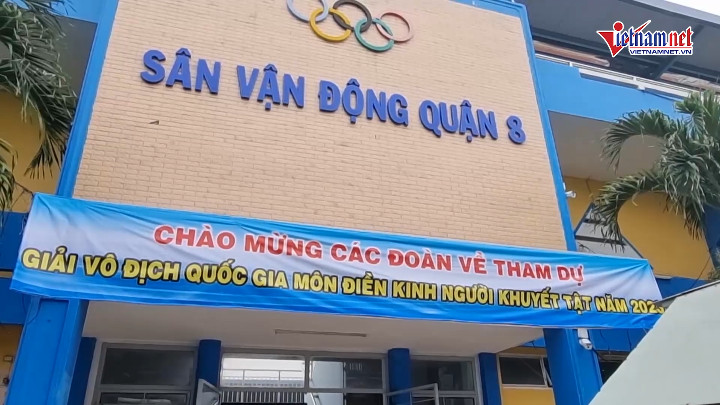 vietnamnet
VIETNAMNET.VN
SÂN VẬN ĐỘNG QUẬN 8
CHÀO MỪNG CÁC ĐOÀN VỀ THAM DỰ
GIẢI VÔ ĐỊCH QUỐC GIA MÔN ĐIỀN KINH NGƯỜI KHUYẾT TẬT NĂM 2023